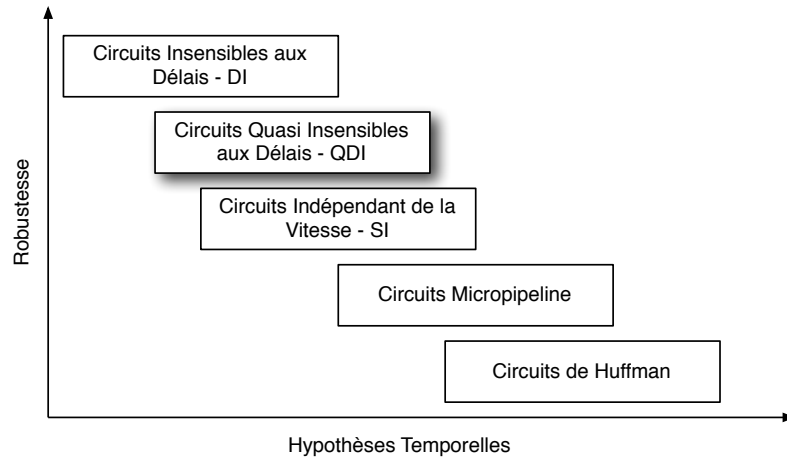 Circuits Insensibles aux
Délais - DI
Circuits Quasi Insensibles
aux Délais - QDI
Circuits Indépendant de la
Vitesse - SI
Circuits Micropipeline
Circuits de Huffman
Robustesse
Hypothèses Temporelles